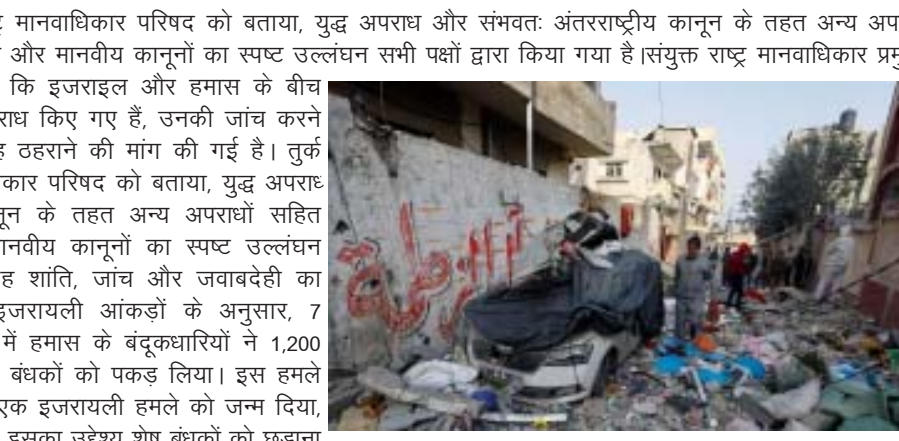 मानवाधिकार परिषद को बताया, युद्ध अपराध और संभवतः अंतरराष्ट्रीय कानून के तहत अन्य
और मानवीय कानूनों का स्पष्ट उल्लंघन सभी पक्षों द्वारा किया गया है।संयुक्त राष्ट्र मानवाधिकार
कि इजराइल और हमास के बीच
किए गए हैं, उनकी जांच करने
ठहराने की मांग की गई है। तुर्क
परिषद को बताया, युद्ध अपराध
के तहत अन्य अपराधों सहित
मानवीय कानूनों का स्पष्ट उल्लंघन
शांति, जांच और जवाबदेही का
इजरायली आंकड़ों के अनुसार, 7
में हमास के बंदूकधारियों ने 1,200
बंधकों को पकड़ लिया। इस हमले
एक इजरायली हमले को जन्म दिया,
इसका उद्देश्य शेष बंधकों को छुड़ाना